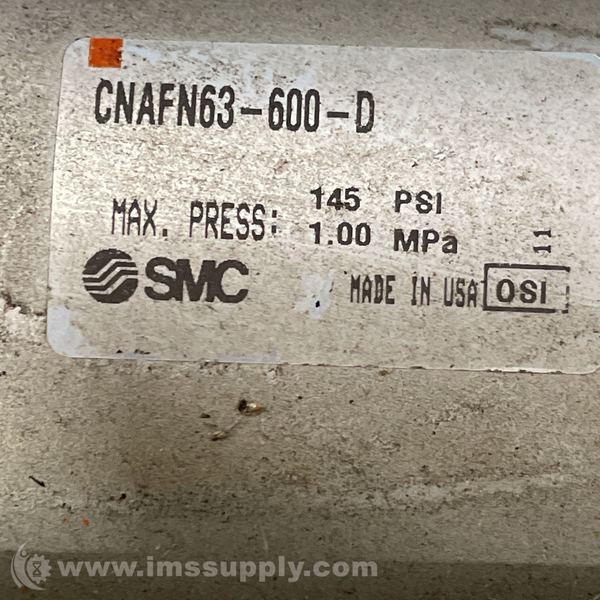 CNAFN63-600-D
MAX. PRESS: 145 PSI
1.00 MPa
11
SMC
MADE IN USA OSI
www.imssupply.com